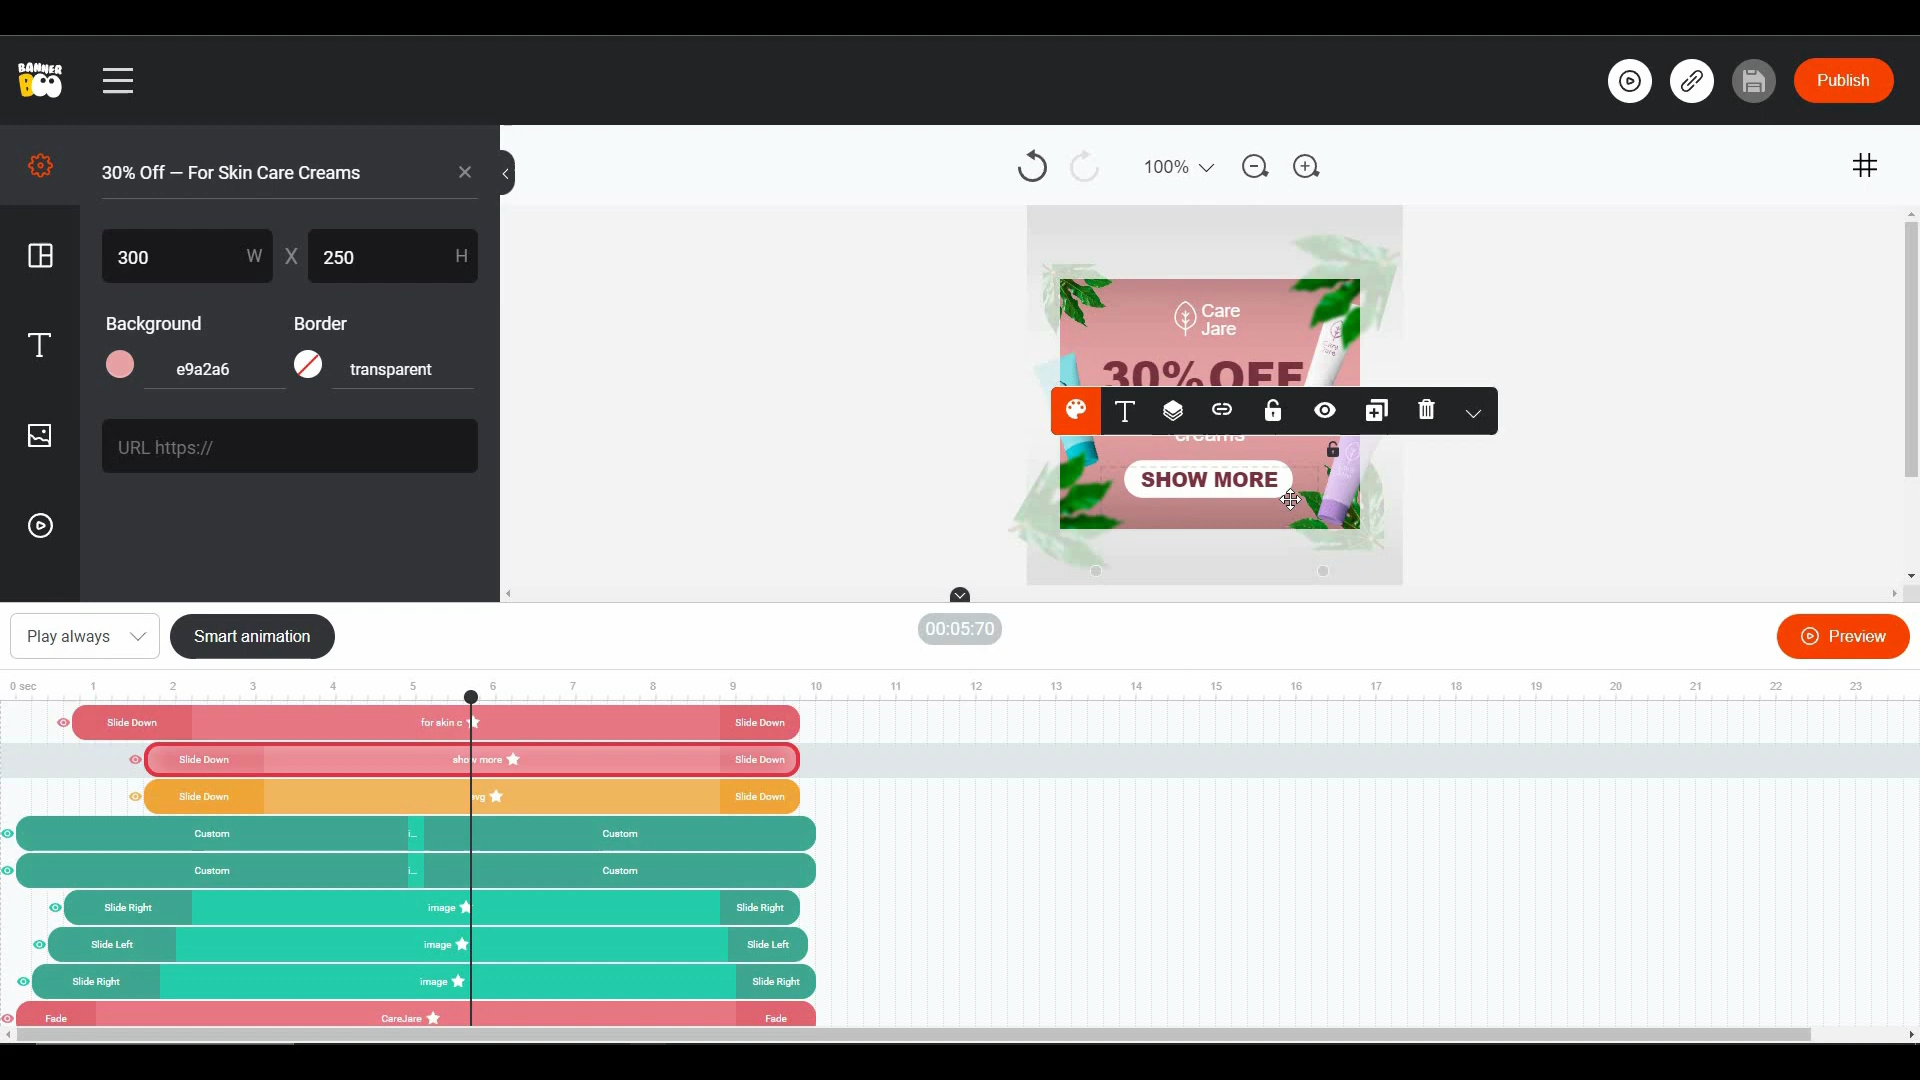 BANNER
BOO
Publish
30% Off — For Skin Care Creams
100%
300 W X 250 H
Background Border
e9a2a6 transparent
URL https://
Care
Jare
30% OFF
creams
SHOW MORE
Play always Smart animation 00:05:70 Preview
0 sec 1 2 3 4 5 6 7 8 9 10 11 12 13 14 15 16 17 18 19 20 21 22 23
Slide Down for skin c Slide Down
Slide Down show more Slide Down
Slide Down svg Slide Down
Custom i... Custom
Custom i... Custom
Slide Right image Slide Right
Slide Left image Slide Left
Slide Right image Slide Right
Fade CareJare Fade